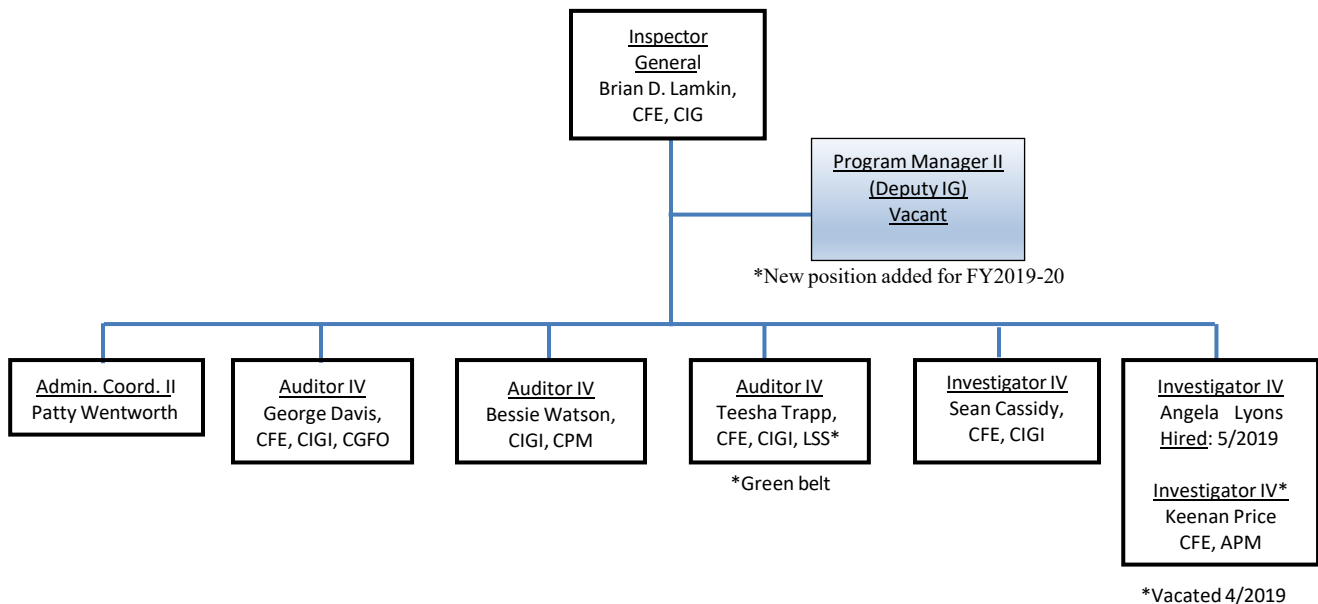 Inspector
General
Brian D. Lamkin,
CFE, CIG
Program Manager II
(Deputy IG)
Vacant
*New position added for FY2019-20
Admin. Coord. II
Patty Wentworth
Auditor IV
George Davis,
CFE, CIGI, CGFO
Auditor IV
Bessie Watson,
CIGI, CPM
Auditor IV
Teesha Trapp,
CFE, CIGI, LSS*
*Green belt
Investigator IV
Sean Cassidy,
CFE, CIGI
Investigator IV
Angela Lyons
Hired: 5/2019
Investigator IV*
Keenan Price
CFE, APM
*Vacated 4/2019